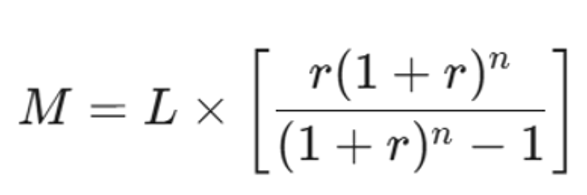 M = L × [ r(1 + r)ⁿ / (1 + r)ⁿ − 1 ]